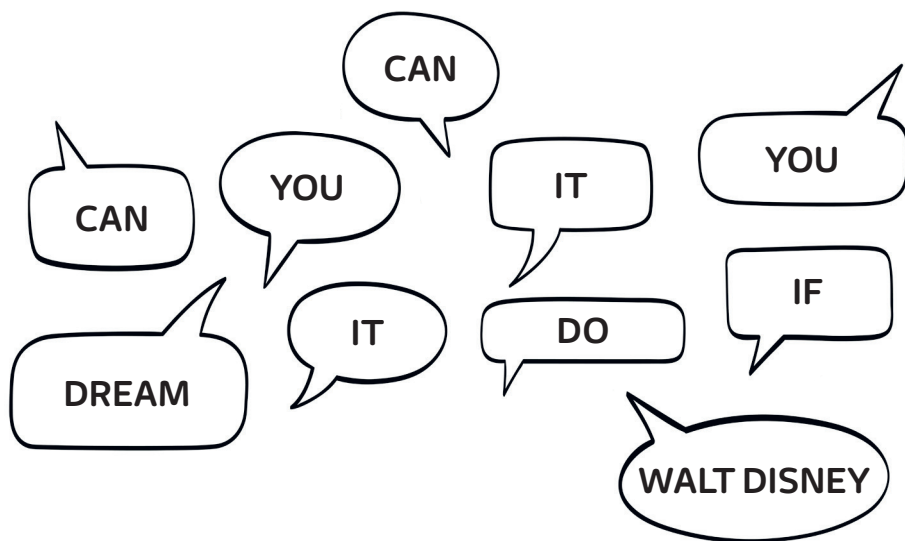 CAN
CAN
YOU
IT
YOU
DREAM
IT
DO
IF
WALT DISNEY